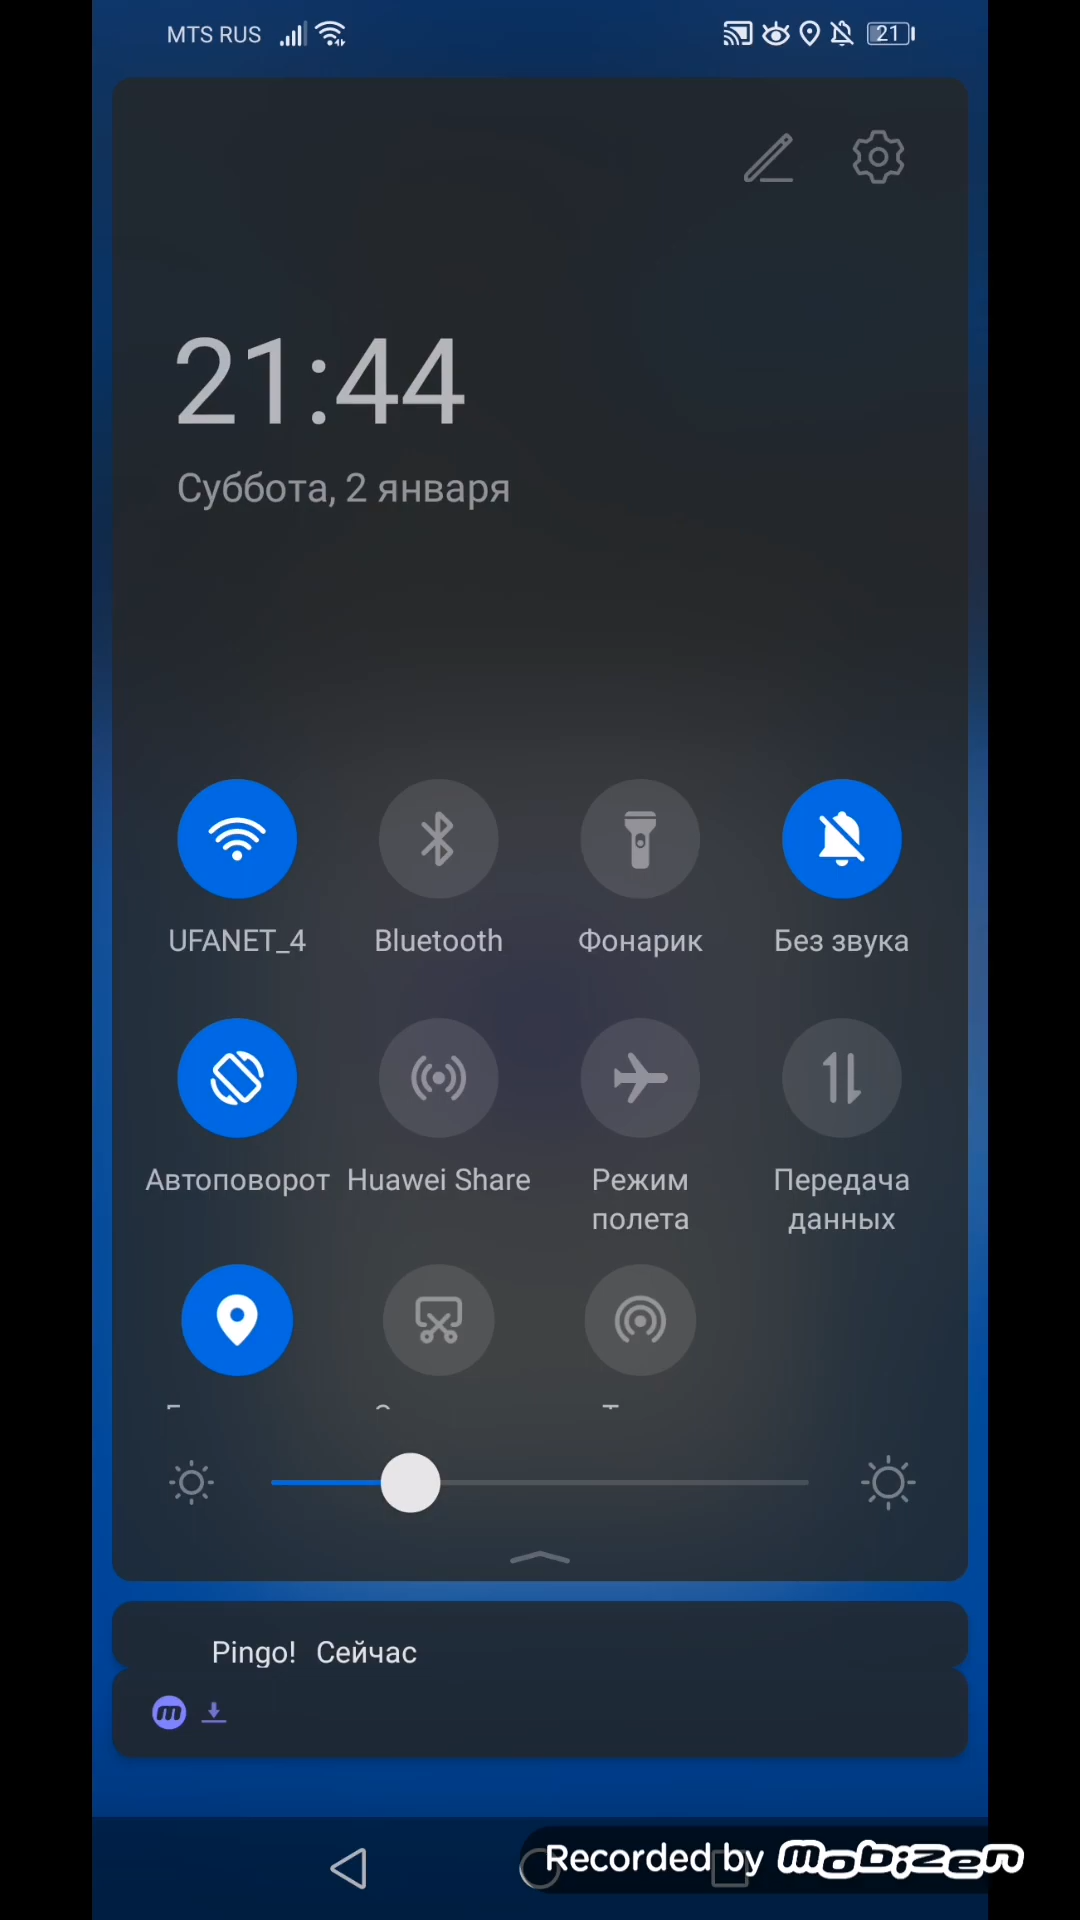 MTS RUS 21
21:44
Суббота, 2 января
UFANET_4 Bluetooth Фонарик Без звука
Автоповорот Huawei Share Режим полета Передача данных
Pingo! Сейчас
Recorded by mobizen